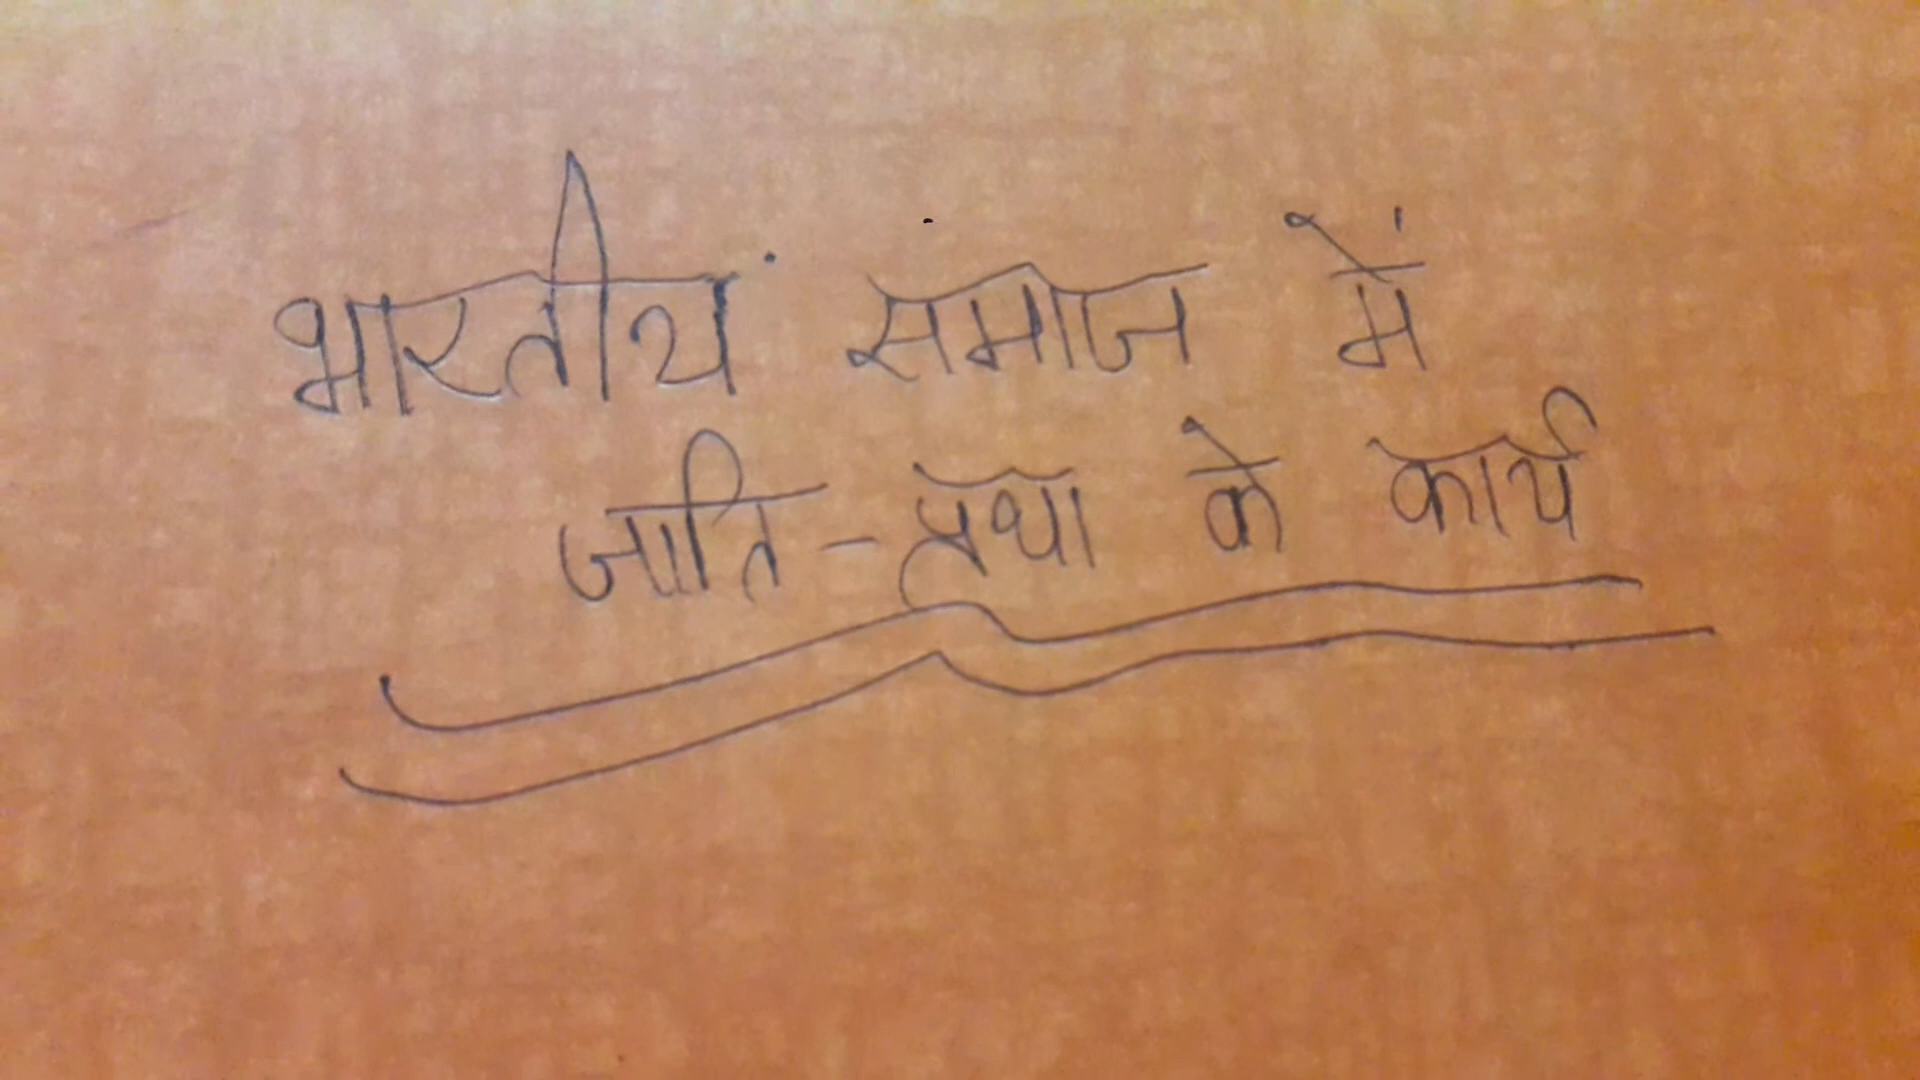 भारतीय समाज में
जाति-प्रथा के कार्य